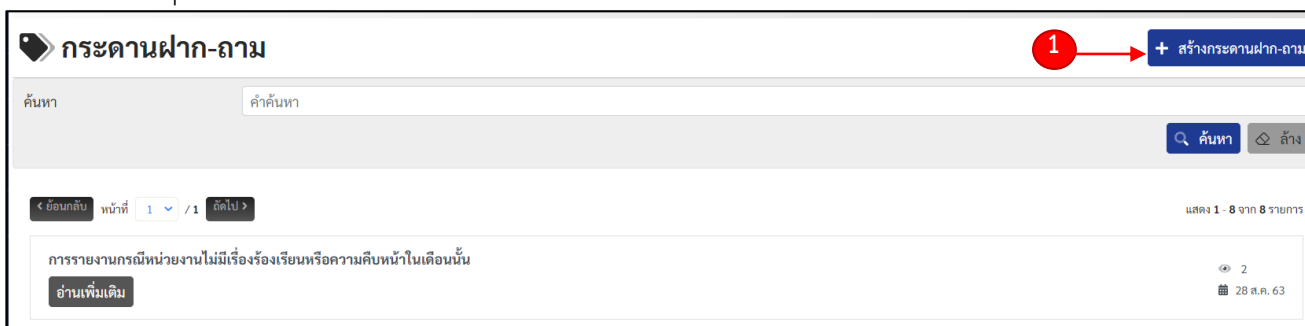 กระดานฝาก-ถาม
1
+ สร้างกระดานฝาก-ถาม
ค้นหา
คำค้นหา
ค้นหา
ล้าง
< ย้อนกลับ หน้าที่ 1 / 1 ถัดไป >
แสดง 1 - 8 จาก 8 รายการ
การรายงานกรณีหน่วยงานไม่มีเรื่องร้องเรียนหรือความคืบหน้าในเดือนนั้น
2
อ่านเพิ่มเติม
28 ส.ค. 63